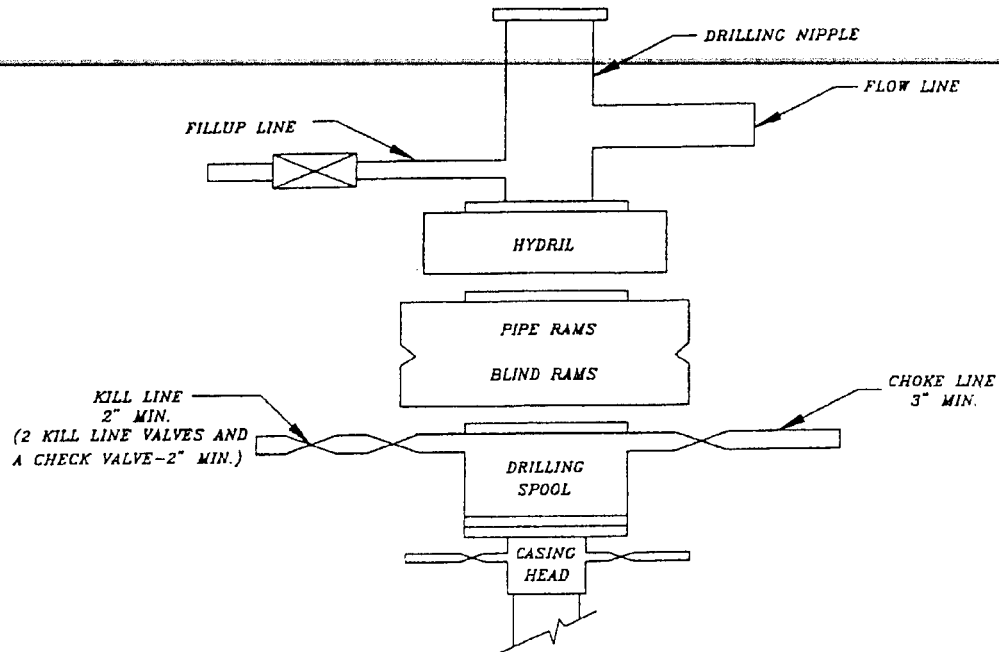 DRILLING NIPPLE
FLOW LINE
FILLUP LINE
HYDRIL
PIPE RAMS
BLIND RAMS
KILL LINE
2" MIN.
(2 KILL LINE VALVES AND
A CHECK VALVE-2" MIN.)
CHOKE LINE
3" MIN.
DRILLING
SPOOL
CASING
HEAD